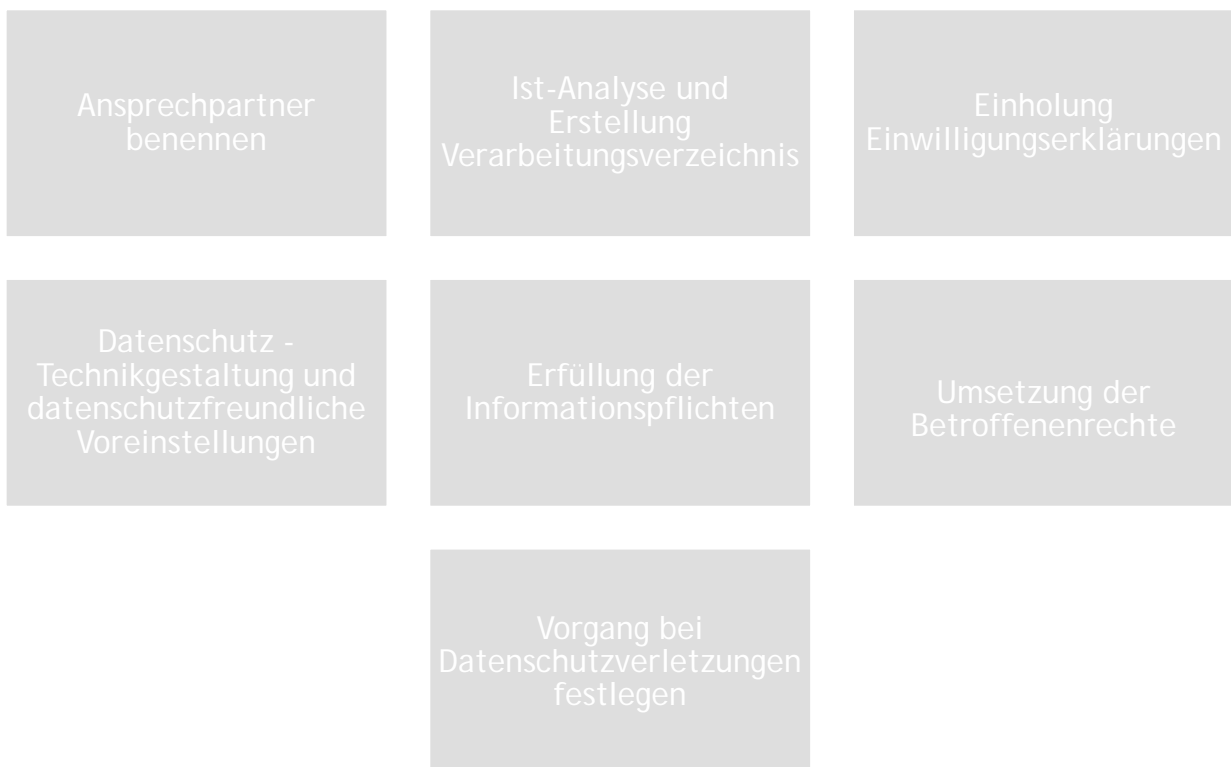 Ansprechpartner
benennen
Ist-Analyse und
Erstellung
Verarbeitungsverzeichnis
Einholung
Einwilligungserklärungen
Datenschutz -
Technikgestaltung und
datenschutzfreundliche
Voreinstellungen
Erfüllung der
Informationspflichten
Umsetzung der
Betroffenenrechte
Vorgang bei
Datenschutzverletzungen
festlegen